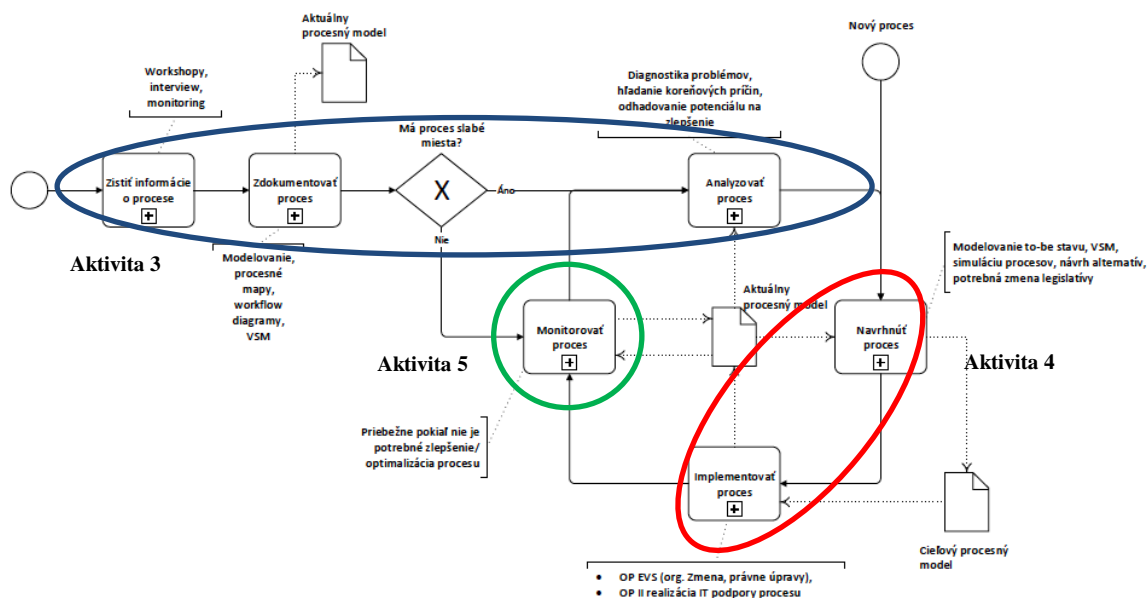 Aktuálny
procesný model
Nový proces
Workshopy,
interview,
monitoring
Diagnostika problémov,
hľadanie koreňových príčin,
odhadovanie potenciálu na
zlepšenie
Má proces slabé
miesta?
Zistiť informácie
o procese
Zdokumentovať
proces
X
Áno
Analyzovať
proces
Nie
Aktivita 3
Modelovanie,
procesné
mapy,
workflow
diagramy,
VSM
Modelovanie to-be stavu, VSM,
simuláciu procesov, návrh alternatív,
potrebná zmena legislatívy
Aktuálny
procesný model
Monitorovať
proces
Navrhnúť
proces
Aktivita 5
Aktivita 4
Priebežne pokiaľ nie je
potrebné zlepšenie/
optimalizácia procesu
Implementovať
proces
Cieľový procesný
model
• OP EVS (org. Zmena, právne úpravy),
• OP II realizácia IT podpory procesu